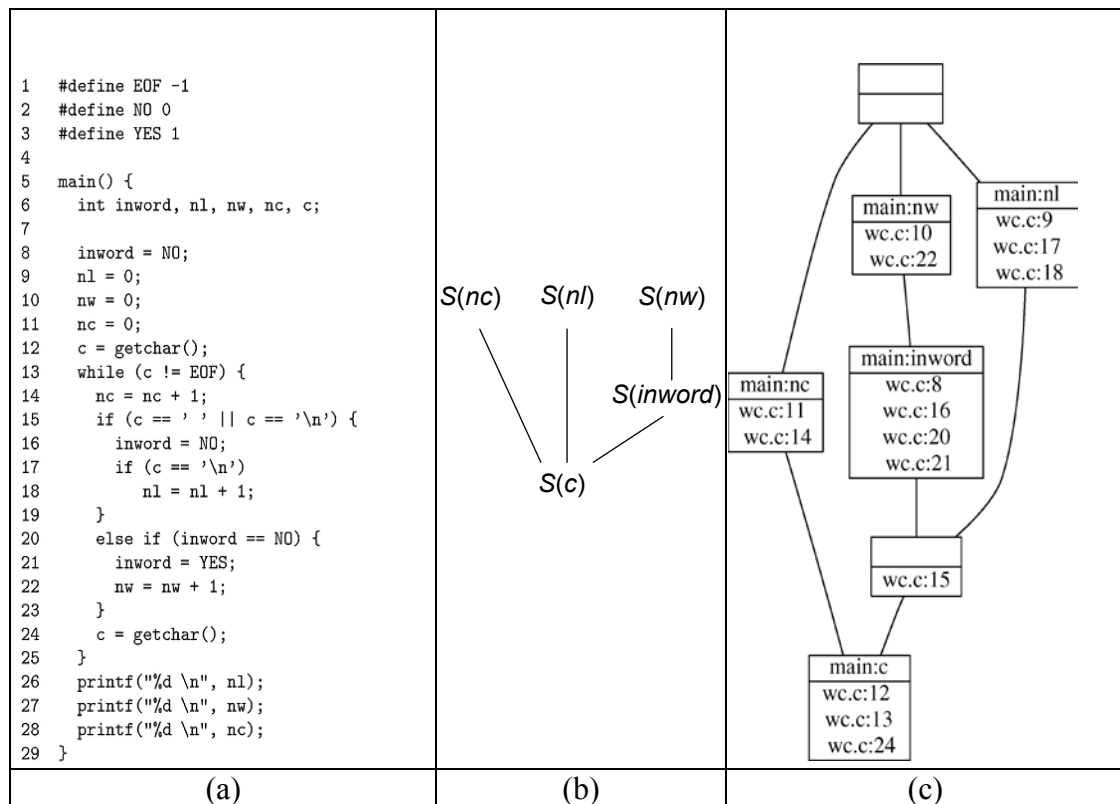 1 #define EOF -1
2 #define NO 0
3 #define YES 1
4
5 main() {
6 int inword, nl, nw, nc, c;
7
8 inword = NO;
9 nl = 0;
10 nw = 0;
11 nc = 0;
12 c = getchar();
13 while (c != EOF) {
14 nc = nc + 1;
15 if (c == ' ' || c == '\n') {
16 inword = NO;
17 if (c == '\n')
18 nl = nl + 1;
19 }
20 else if (inword == NO) {
21 inword = YES;
22 nw = nw + 1;
23 }
24 c = getchar();
25 }
26 printf("%d \n", nl);
27 printf("%d \n", nw);
28 printf("%d \n", nc);
29 }
(a)
S(nc) S(nl) S(nw)
S(inword)
S(c)
(b)
main:nw
wc.c:10
wc.c:22
main:nl
wc.c:9
wc.c:17
wc.c:18
main:nc
wc.c:11
wc.c:14
main:inword
wc.c:8
wc.c:16
wc.c:20
wc.c:21
wc.c:15
main:c
wc.c:12
wc.c:13
wc.c:24
(c)